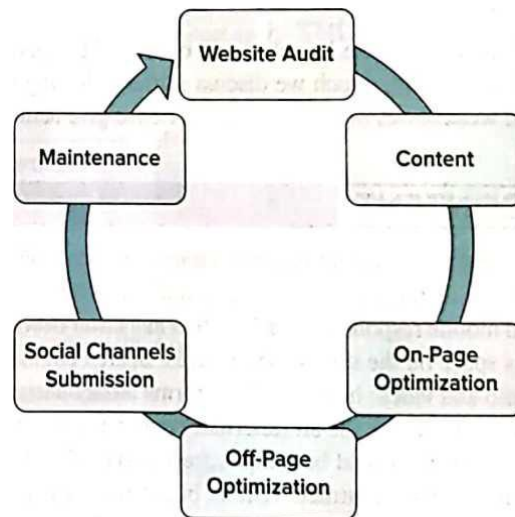 Website Audit
Content
On-Page
Optimization
Off-Page
Optimization
Social Channels
Submission
Maintenance